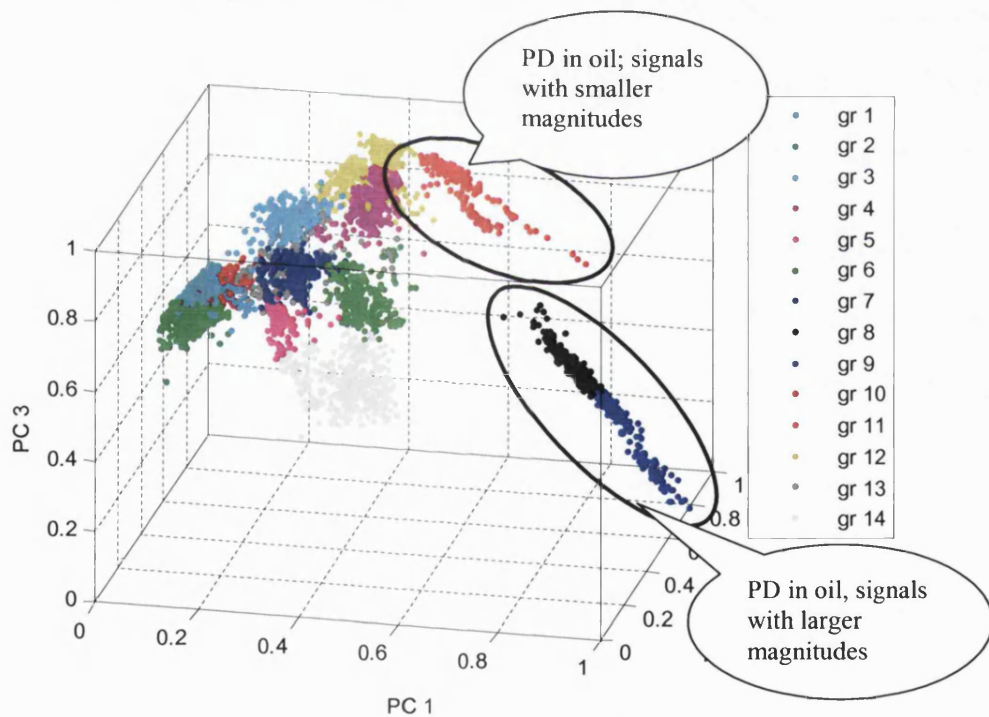 PD in oil; signals
with smaller
magnitudes
gr 1
gr 2
gr 3
gr 4
gr 5
gr 6
gr 7
gr 8
gr 9
gr 10
gr 11
gr 12
gr 13
gr 14
1
0.8
0.6
0.4
0.2
0
PC 3
0
0.2
0.4
0.6
0.8
1
PC 1
0
0.2
0.4
0.8
1
PD in oil, signals
with larger
magnitudes